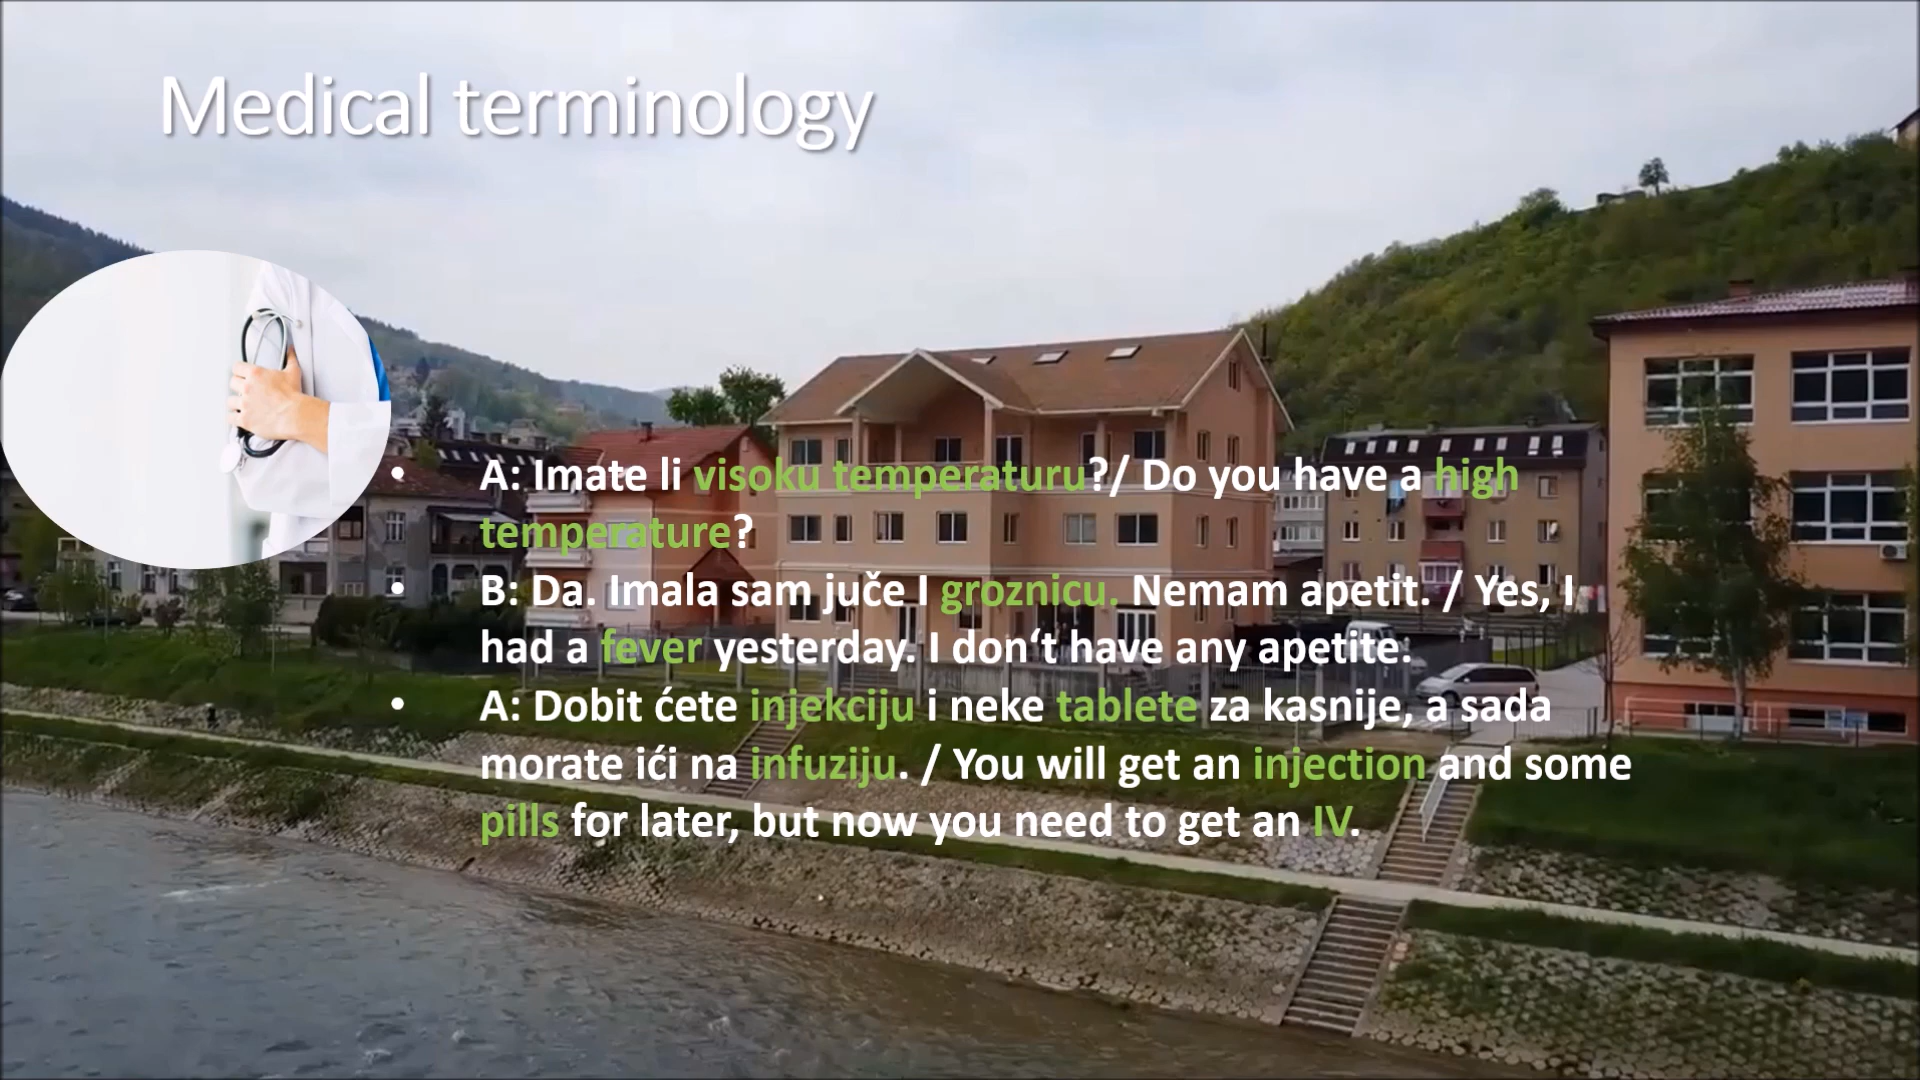 Medical terminology
• A: Imate li visoku temperaturu?/ Do you have a high
temperature?
• B: Da. Imala sam juče I groznicu. Nemam apetit. / Yes, I
had a fever yesterday. I don‘t have any apetite.
• A: Dobit ćete injekciju i neke tablete za kasnije, a sada
morate ići na infuziju. / You will get an injection and some
pills for later, but now you need to get an IV.